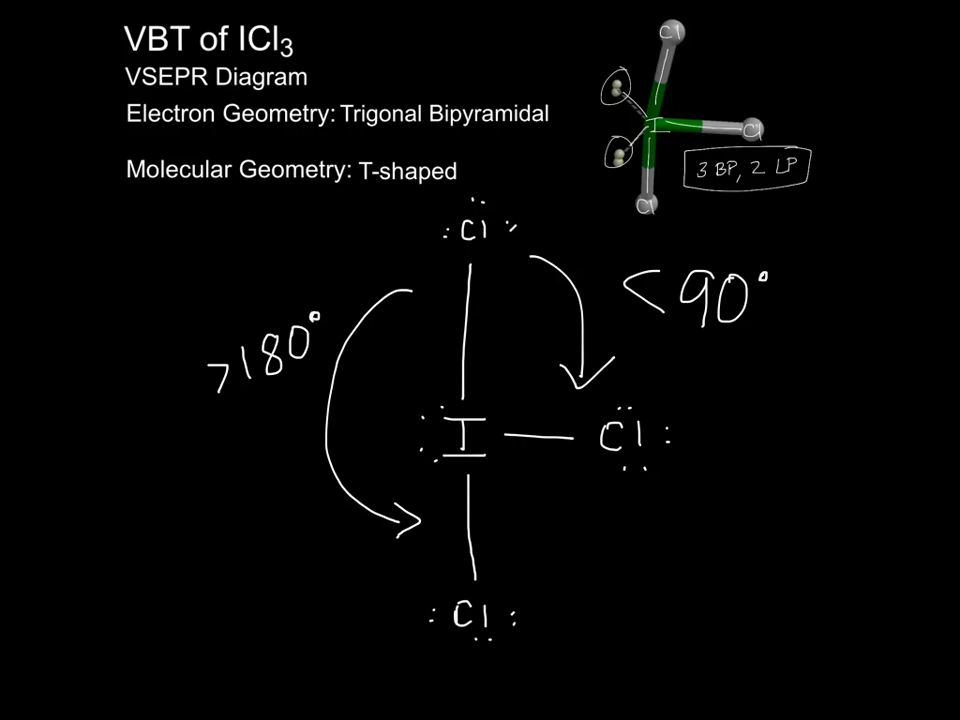 VBT of ICl₃
VSEPR Diagram
Electron Geometry: Trigonal Bipyramidal
Molecular Geometry: T-shaped
Cl
I
Cl
Cl
3 BP, 2 LP
Cl
<90°
>180°
I
Cl
Cl